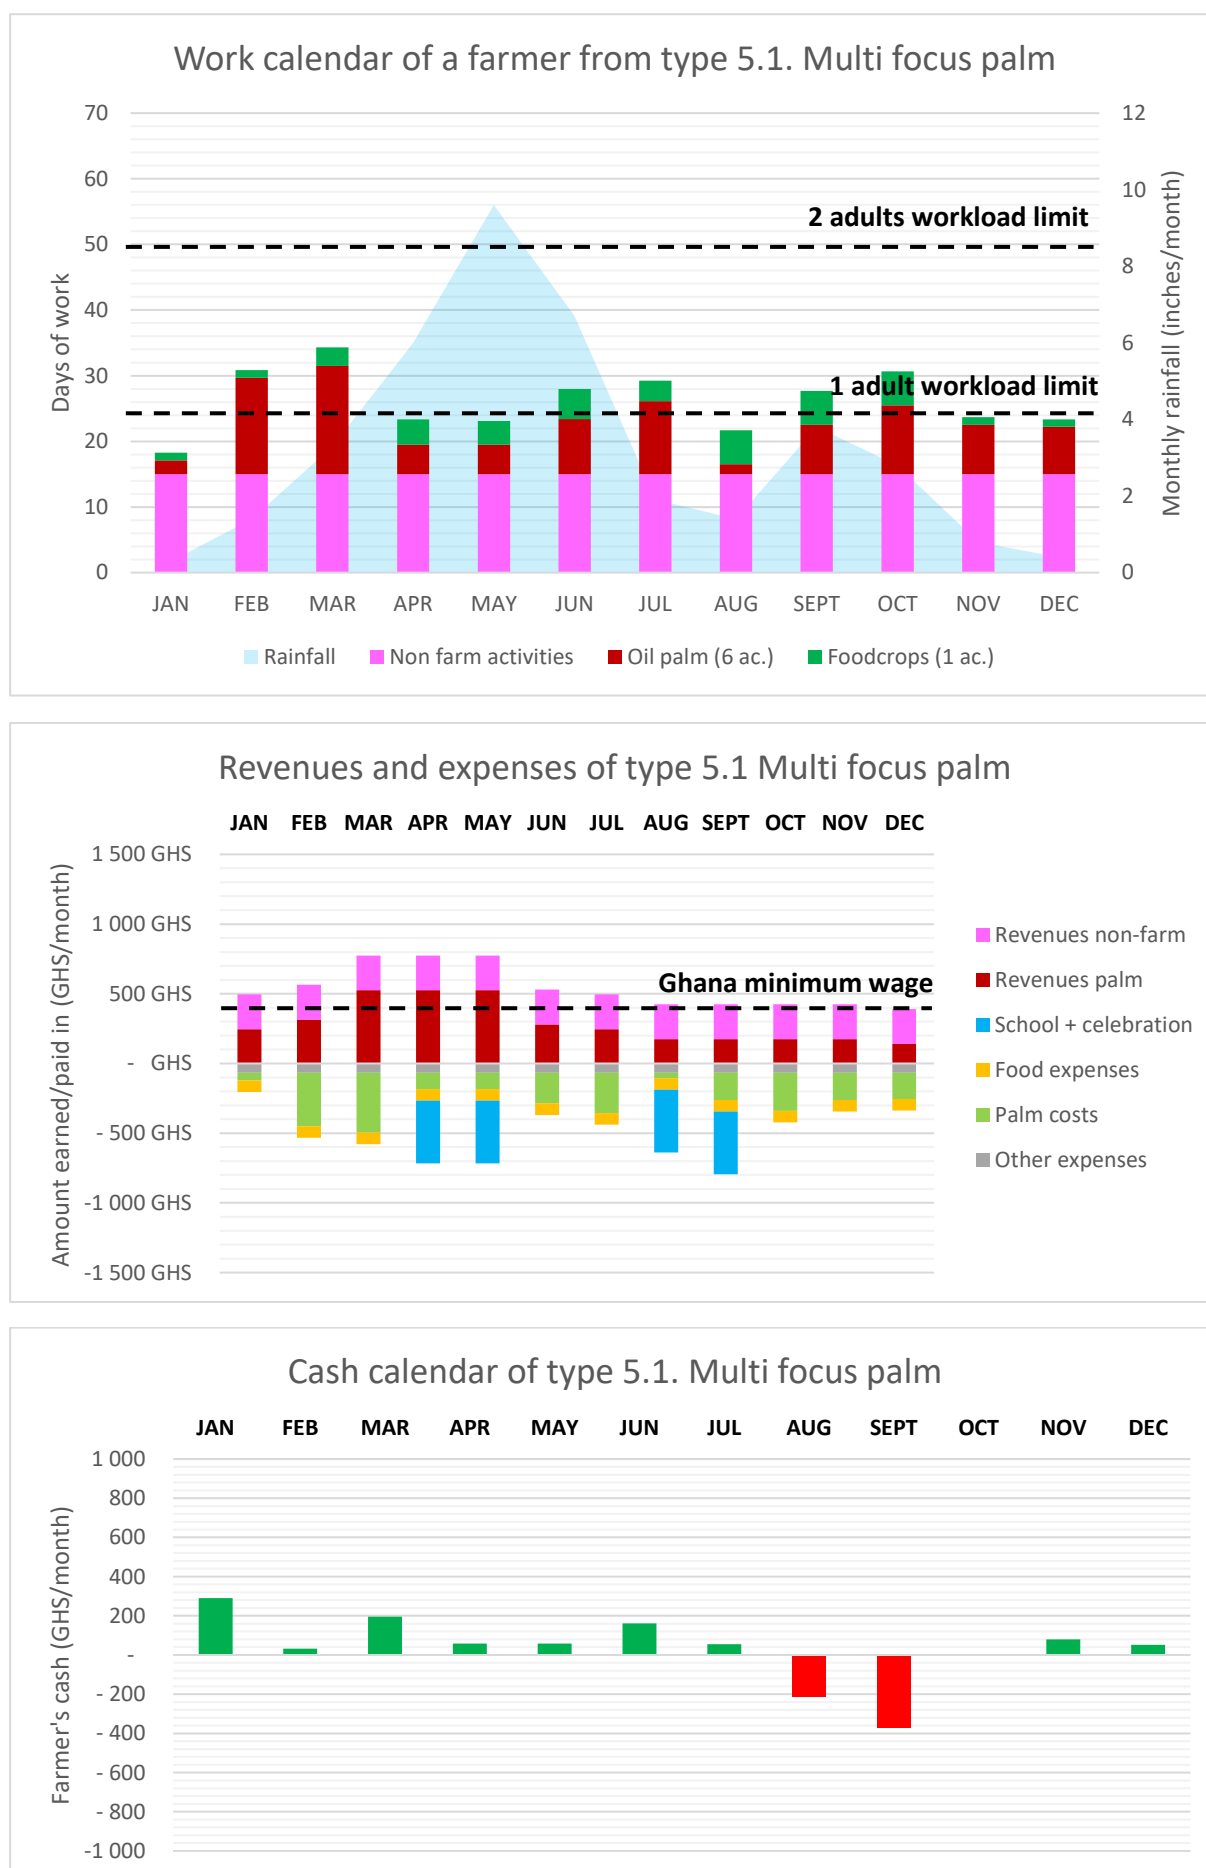 Work calendar of a farmer from type 5.1. Multi focus palm
70
60
50
40
30
20
10
0
Days of work
12
10
8
6
4
2
0
Monthly rainfall (inches/month)
2 adults workload limit
1 adult workload limit
JAN FEB MAR APR MAY JUN JUL AUG SEPT OCT NOV DEC
Rainfall Non farm activities Oil palm (6 ac.) Foodcrops (1 ac.)
Revenues and expenses of type 5.1 Multi focus palm
JAN FEB MAR APR MAY JUN JUL AUG SEPT OCT NOV DEC
1 500 GHS
1 000 GHS
500 GHS
- GHS
- 500 GHS
-1 000 GHS
-1 500 GHS
Amount earned/paid in (GHS/month)
Ghana minimum wage
Revenues non-farm
Revenues palm
School + celebration
Food expenses
Palm costs
Other expenses
Cash calendar of type 5.1. Multi focus palm
JAN FEB MAR APR MAY JUN JUL AUG SEPT OCT NOV DEC
1 000
800
600
400
200
-
- 200
- 400
- 600
- 800
-1 000
Farmer's cash (GHS/month)